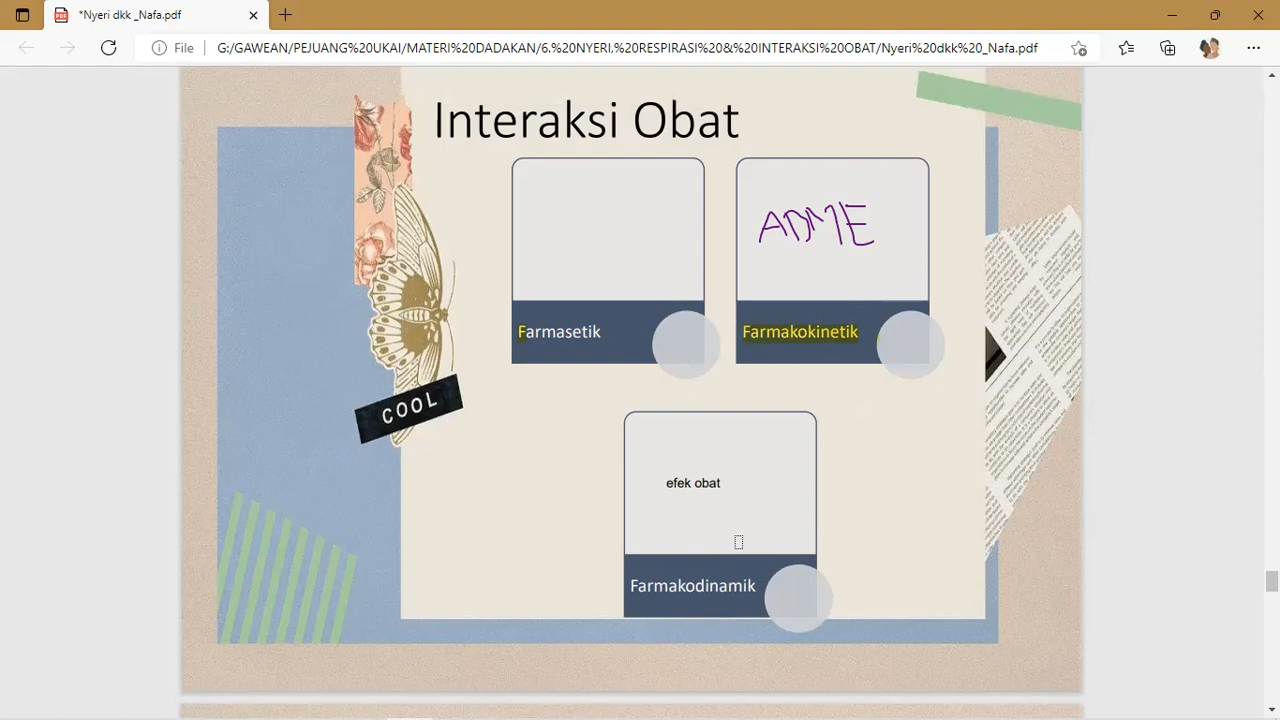 *Nyeri dkk _Nafa.pdf
File
G:/GAWEAN/PEJUANG%20UKAI/MATERI%20DADAKAN/6.%20NYERI,%20RESPIRASI%20&%20INTERAKSI%20OBAT/Nyeri%20dkk%20_Nafa.pdf
Interaksi Obat
ADME
Farmasetik
Farmakokinetik
COOL
efek obat
Farmakodinamik